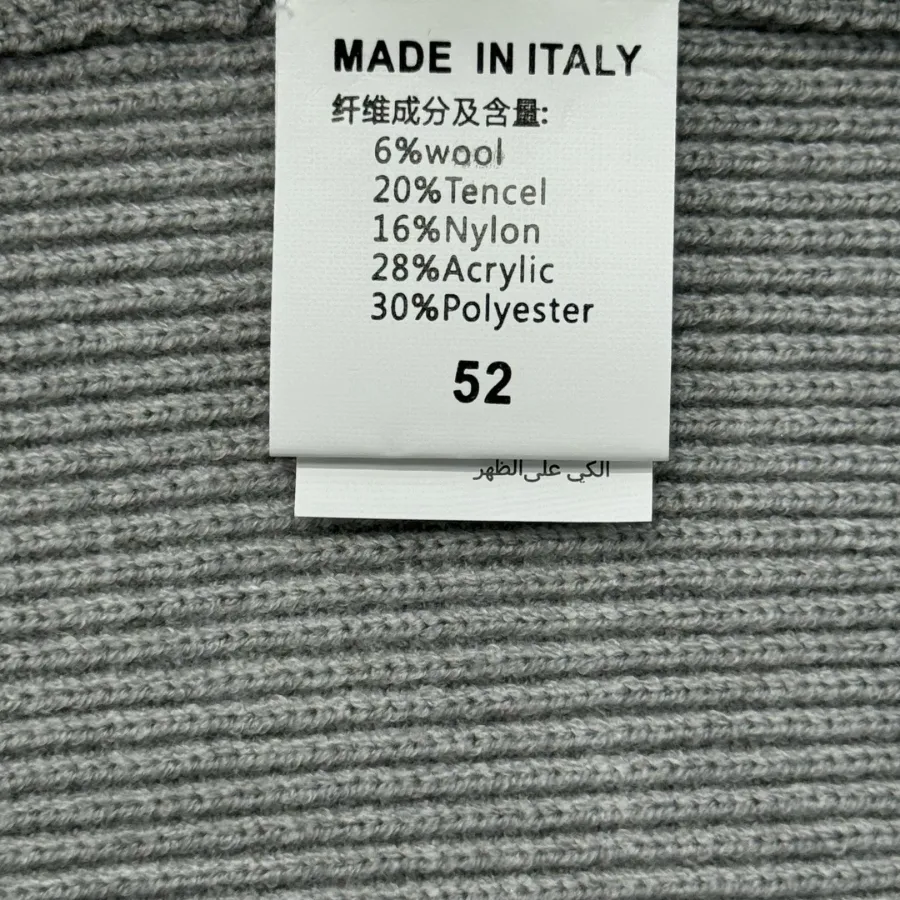 MADE IN ITALY
纤维成分及含量:
6%wool
20%Tencel
16%Nylon
28%Acrylic
30%Polyester
52
الكي على الظهر